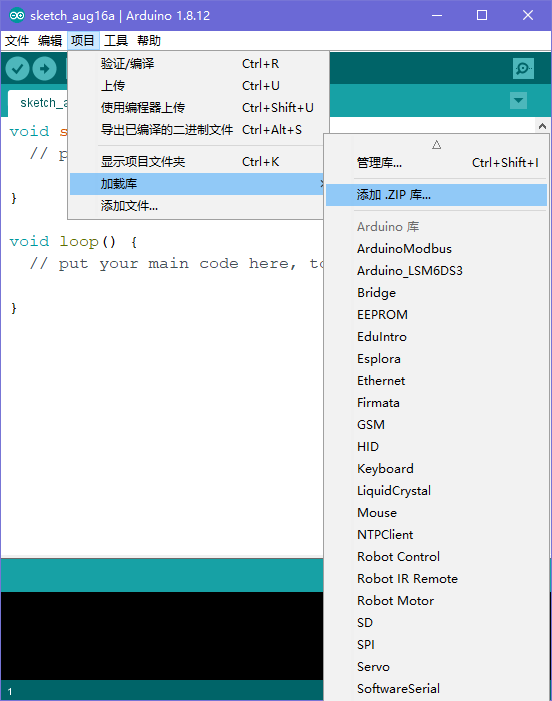 sketch_aug16a | Arduino 1.8.12
文件 编辑 项目 工具 帮助
验证/编译 Ctrl+R
上传 Ctrl+U
使用编程器上传 Ctrl+Shift+U
导出已编译的二进制文件 Ctrl+Alt+S
显示项目文件夹 Ctrl+K
加载库
添加文件...
sketch_a
void s
// p
}
void loop() {
// put your main code here, to
}
管理库... Ctrl+Shift+I
添加 .ZIP 库...
Arduino 库
ArduinoModbus
Arduino_LSM6DS3
Bridge
EEPROM
EduIntro
Esplora
Ethernet
Firmata
GSM
HID
Keyboard
LiquidCrystal
Mouse
NTPClient
Robot Control
Robot IR Remote
Robot Motor
SD
SPI
Servo
SoftwareSerial
1